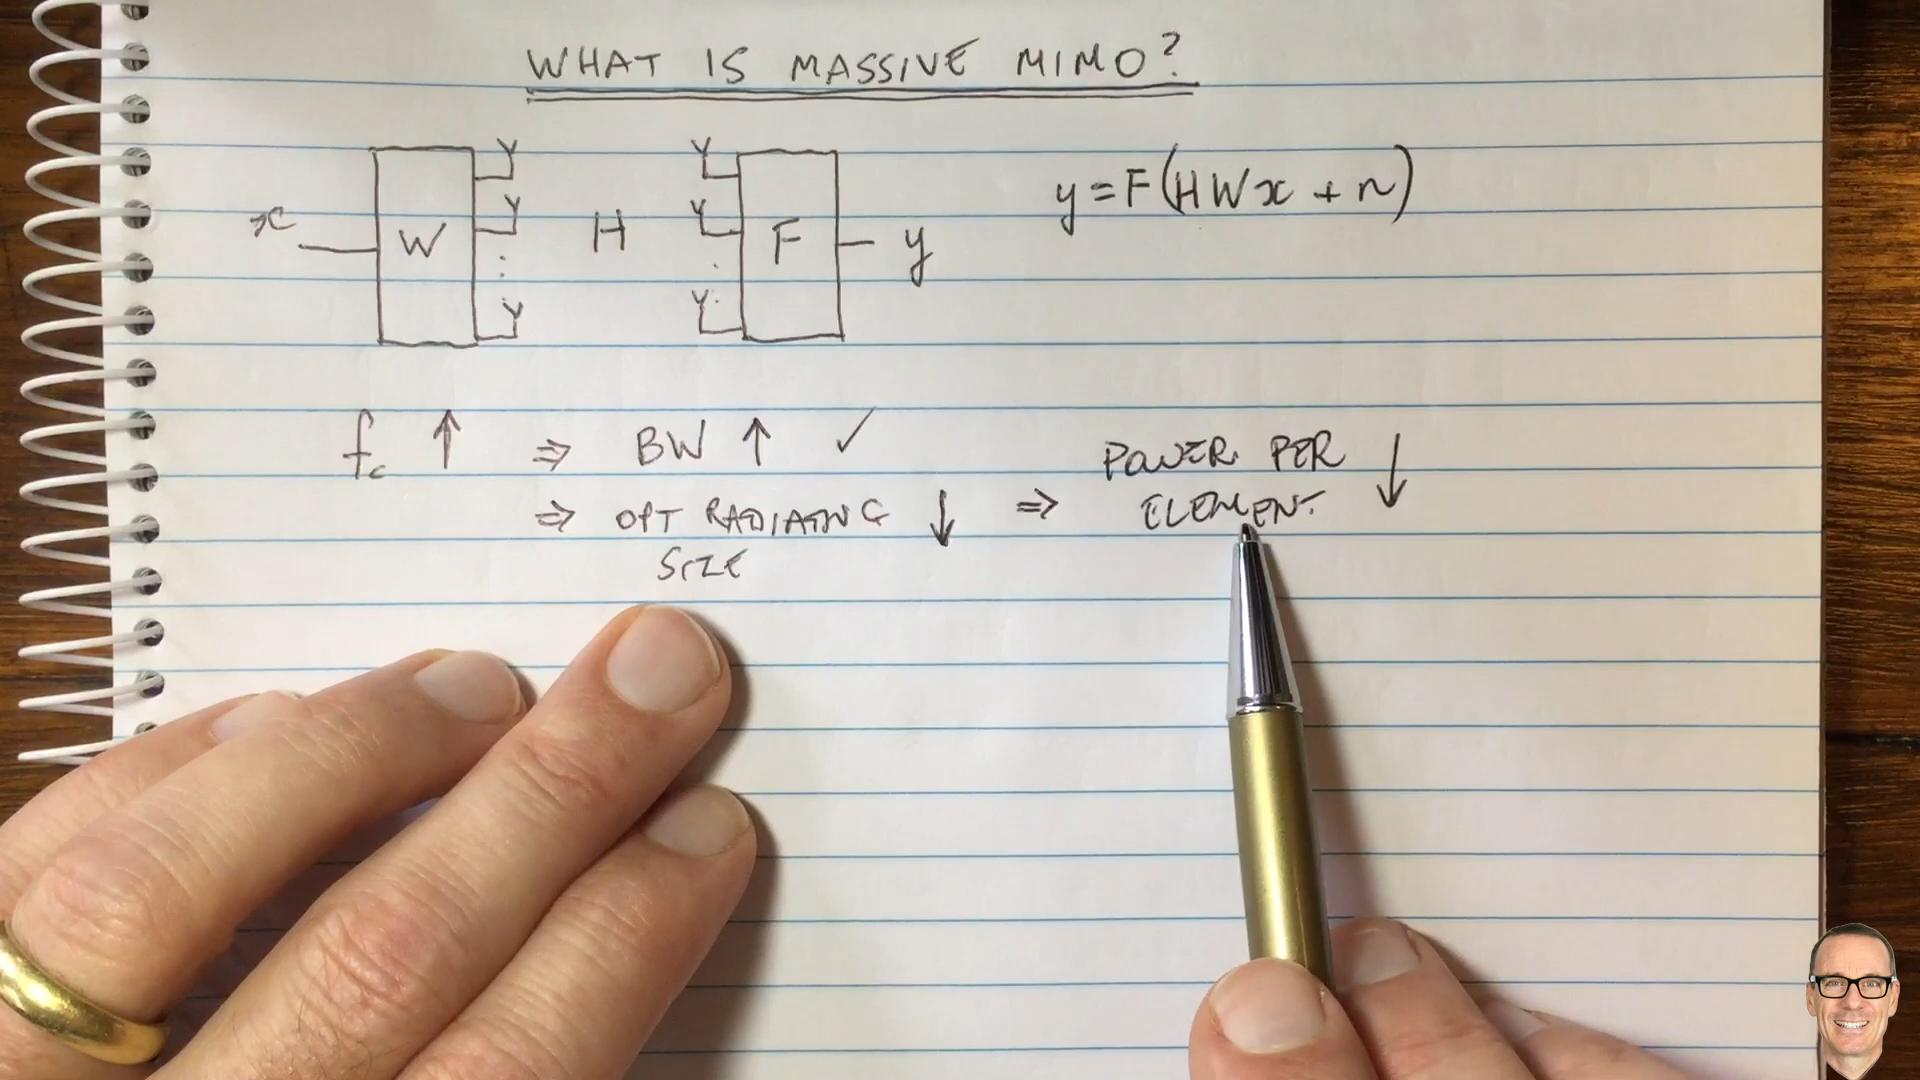 WHAT IS MASSIVE MIMO?
x W H F y
y = F(HWx + n)
fc ↑ ⇒ BW ↑ ✓
⇒ OPT RADIATING ↓ ⇒
SIZE
POWER PER
ELEMENT ↓